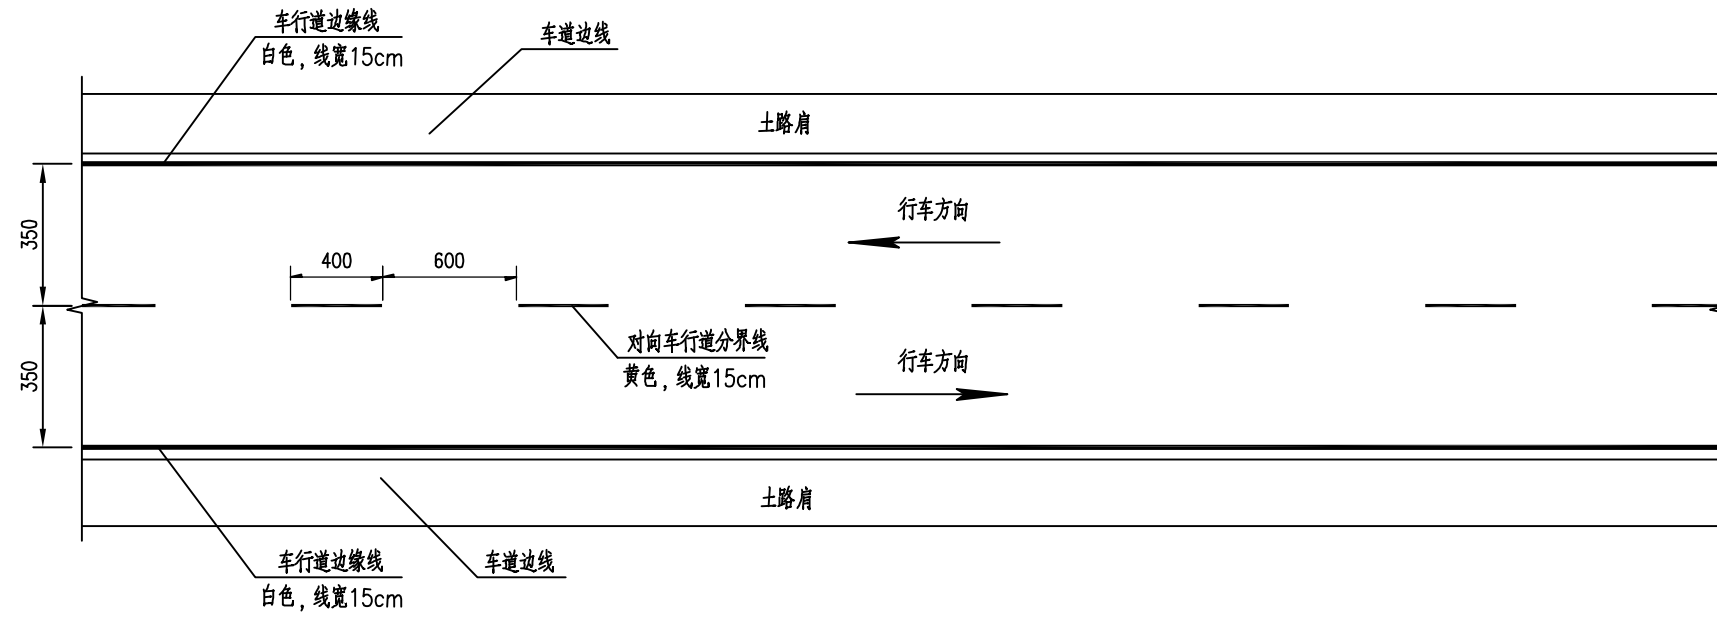 车行道边缘线
白色，线宽15cm
车道边线
土路肩
行车方向
350
400
600
对向车行道分界线
黄色，线宽15cm
行车方向
350
土路肩
车行道边缘线
白色，线宽15cm
车道边线